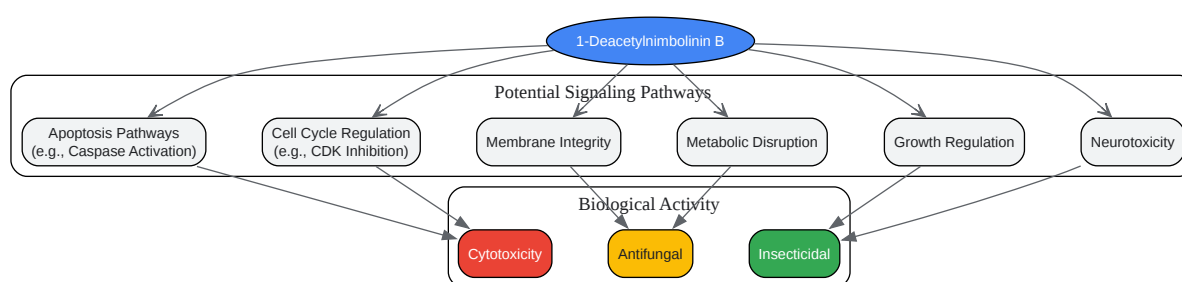 1-Deacetylnimbolinin B
Potential Signaling Pathways
Apoptosis Pathways
(e.g., Caspase Activation)
Cell Cycle Regulation
(e.g., CDK Inhibition)
Membrane Integrity
Metabolic Disruption
Growth Regulation
Neurotoxicity
Biological Activity
Cytotoxicity
Antifungal
Insecticidal